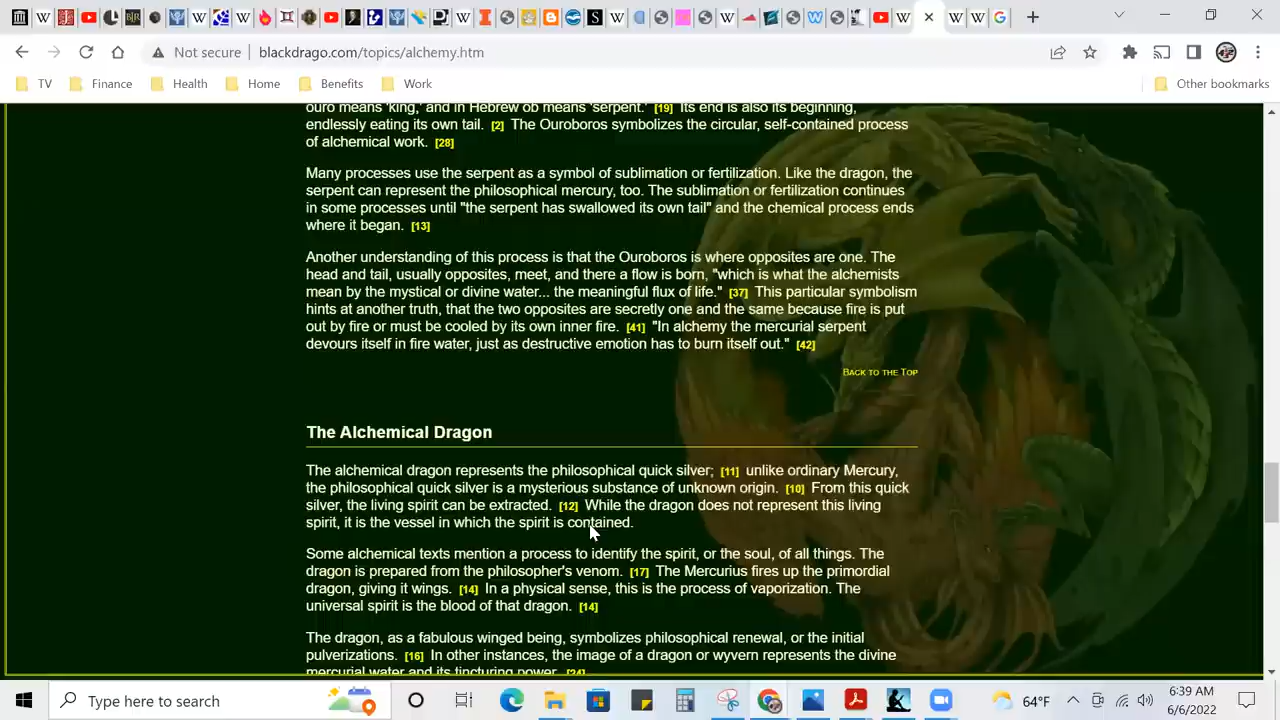 Not secure
blackdrago.com/topics/alchemy.htm
TV
Finance
Health
Home
Benefits
Work
Other bookmarks
ouro means 'king,' and in Hebrew ob means 'serpent.' [19] Its end is also its beginning,
endlessly eating its own tail. [2] The Ouroboros symbolizes the circular, self-contained process
of alchemical work. [28]
Many processes use the serpent as a symbol of sublimation or fertilization. Like the dragon, the
serpent can represent the philosophical mercury, too. The sublimation or fertilization continues
in some processes until "the serpent has swallowed its own tail" and the chemical process ends
where it began. [13]
Another understanding of this process is that the Ouroboros is where opposites are one. The
head and tail, usually opposites, meet, and there a flow is born, "which is what the alchemists
mean by the mystical or divine water... the meaningful flux of life." [37] This particular symbolism
hints at another truth, that the two opposites are secretly one and the same because fire is put
out by fire or must be cooled by its own inner fire. [41] "In alchemy the mercurial serpent
devours itself in fire water, just as destructive emotion has to burn itself out." [42]
BACK TO THE TOP
The Alchemical Dragon
The alchemical dragon represents the philosophical quick silver; [11] unlike ordinary Mercury,
the philosophical quick silver is a mysterious substance of unknown origin. [10] From this quick
silver, the living spirit can be extracted. [12] While the dragon does not represent this living
spirit, it is the vessel in which the spirit is contained.
Some alchemical texts mention a process to identify the spirit, or the soul, of all things. The
dragon is prepared from the philosopher's venom. [17] The Mercurius fires up the primordial
dragon, giving it wings. [14] In a physical sense, this is the process of vaporization. The
universal spirit is the blood of that dragon. [14]
The dragon, as a fabulous winged being, symbolizes philosophical renewal, or the initial
pulverizations. [16] In other instances, the image of a dragon or wyvern represents the divine
mercurial water and its tincturing power. [24]
Type here to search
64°F
6:39 AM
6/6/2022